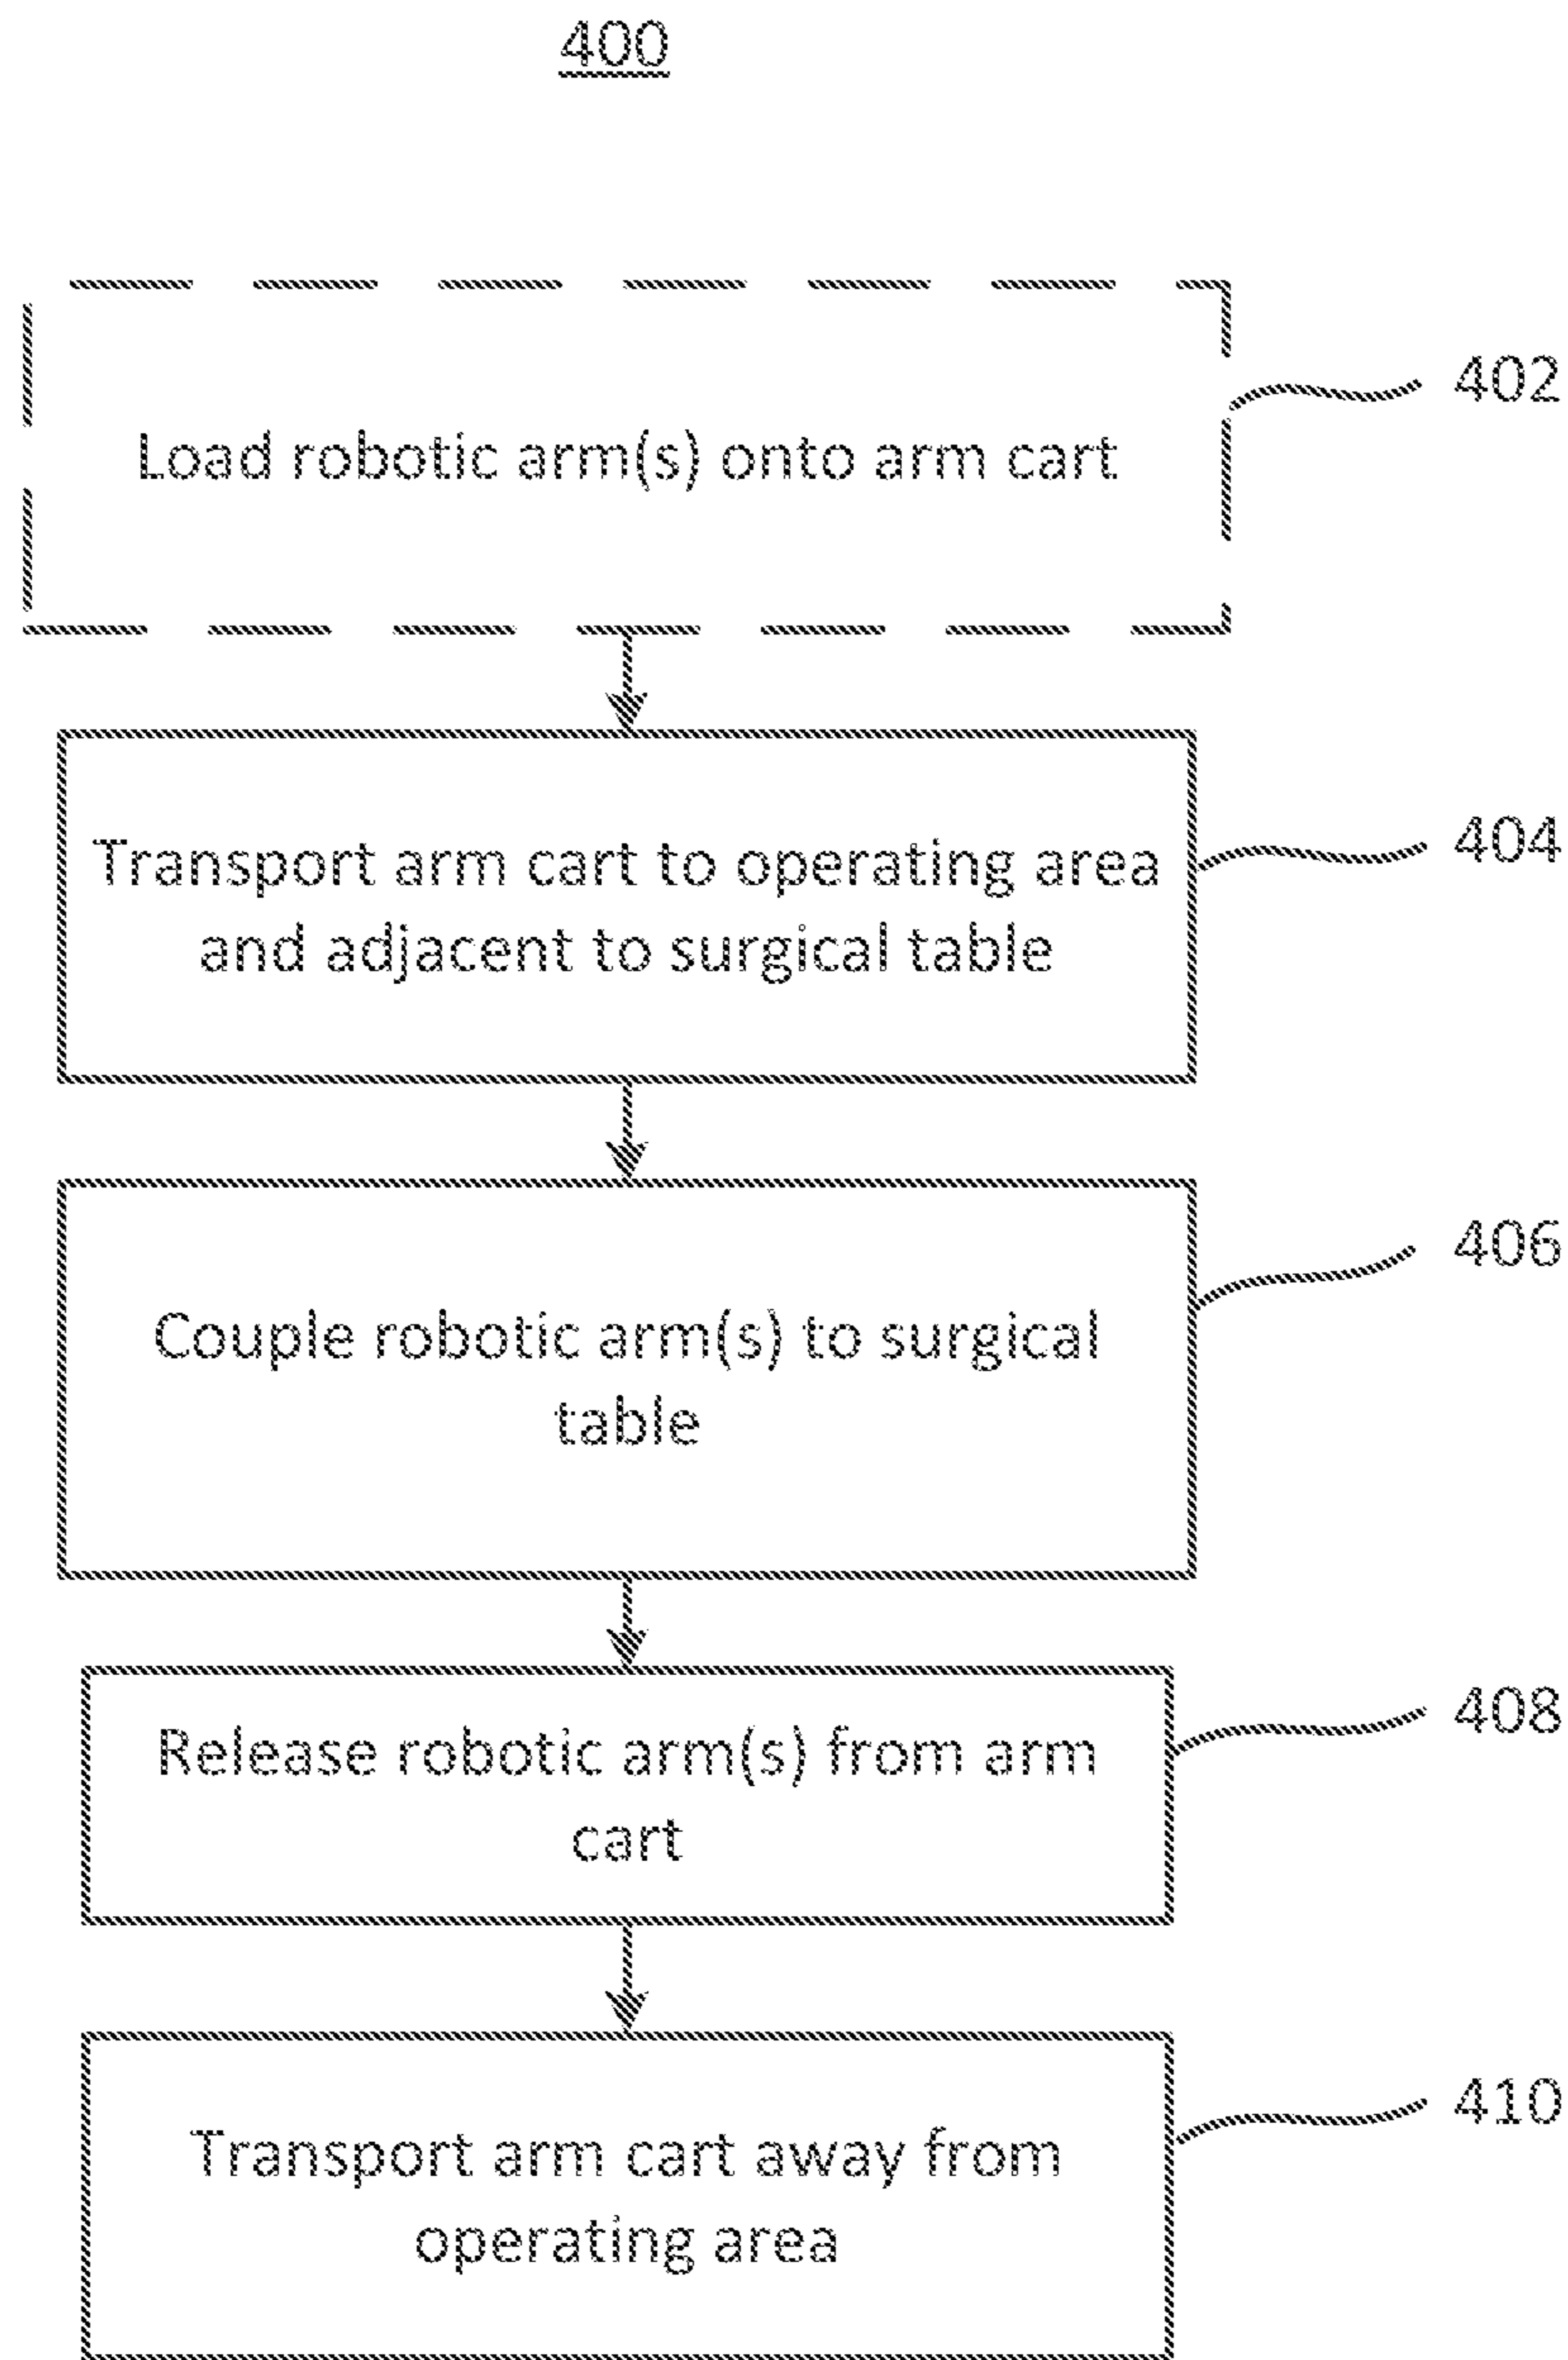 400
Load robotic arm(s) onto arm cart
402
Transport arm cart to operating area
and adjacent to surgical table
404
Couple robotic arm(s) to surgical
table
406
Release robotic arm(s) from arm
cart
408
Transport arm cart away from
operating area
410